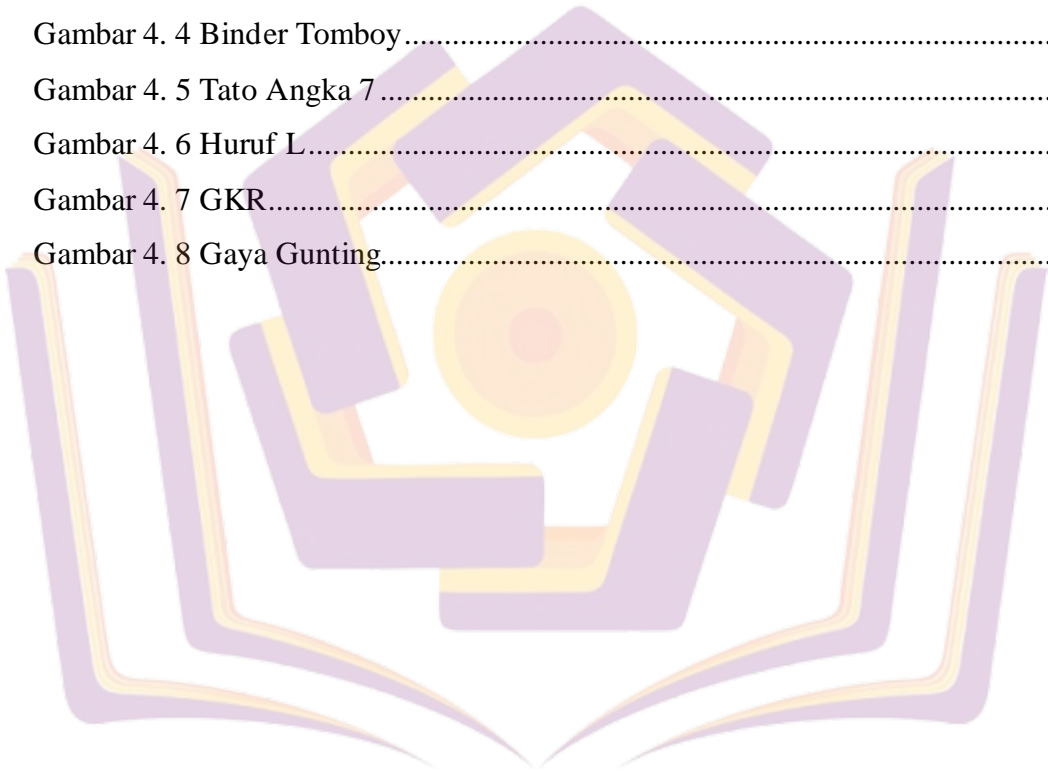 Gambar 4. 4 Binder Tomboy..........................................................................................
Gambar 4. 5 Tato Angka 7..............................................................................................
Gambar 4. 6 Huruf L........................................................................................................
Gambar 4. 7 GKR.............................................................................................................
Gambar 4. 8 Gaya Gunting..............................................................................................